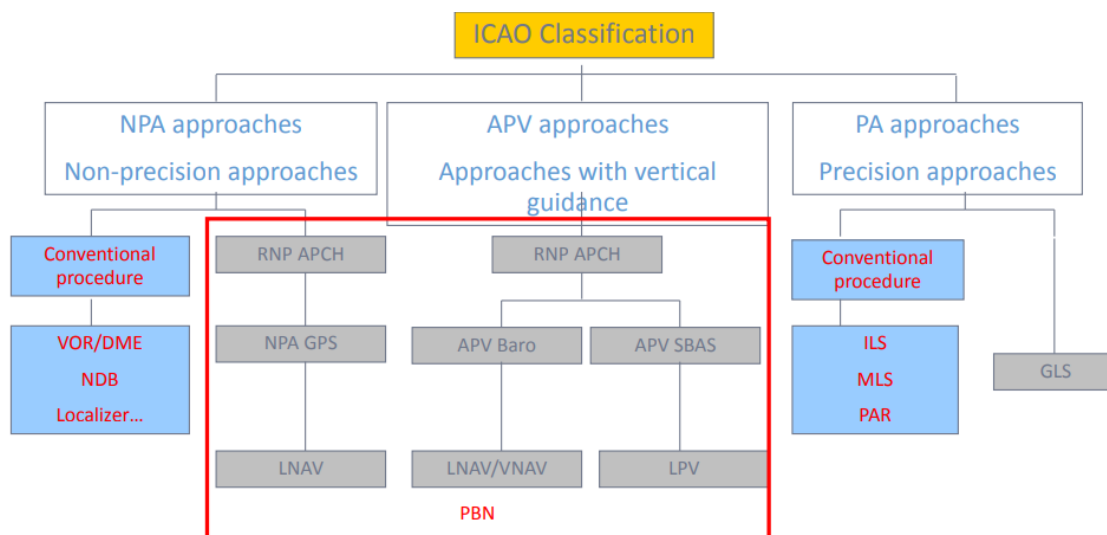 ICAO Classification
NPA approaches
Non-precision approaches
APV approaches
Approaches with vertical
guidance
PA approaches
Precision approaches
Conventional
procedure
RNP APCH
RNP APCH
Conventional
procedure
VOR/DME
NDB
Localizer…
NPA GPS
APV Baro
APV SBAS
ILS
MLS
PAR
GLS
LNAV
LNAV/VNAV
LPV
PBN